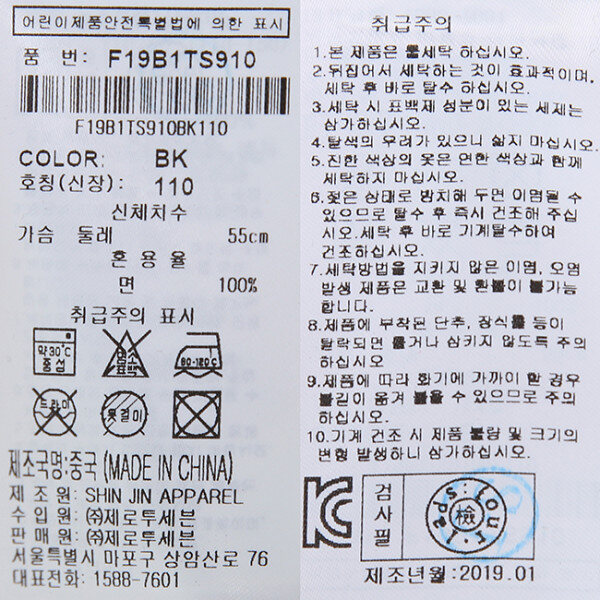 어린이제품안전특별법에 의한 표시
품 번: F19B1TS910
F19B1TS910BK110
COLOR: BK
호칭(신장): 110
신체치수
가슴 둘레 55cm
혼용율
면 100%
취급주의 표시
약30℃
중성
염소
표백
80-120℃
드라이
옷걸이
제조국명:중국 (MADE IN CHINA)
제 조 원: SHIN JIN APPAREL
수 입 원: ㈜제로투세븐
판 매 원: ㈜제로투세븐
서울특별시 마포구 상암산로 76
대표전화: 1588-7601
취급주의
1.본 제품은 물세탁 하십시오.
2.뒤집어서 세탁하는 것이 효과적이며,
세탁 후 바로 탈수 하십시오.
3.세탁 시 표백제 성분이 있는 세제는
삼가하십시오.
4.탈색의 우려가 있으니 삶지 마십시오.
5.진한 색상의 옷은 연한 색상과 함께
세탁하지 마십시오.
6.젖은 상태로 방치해 두면 이염될 수
있으므로 탈수 후 즉시 건조해 주십
시오.세탁 후 바로 기계탈수하여
건조하십시오.
7.세탁방법을 지키지 않은 이염, 오염
발생 제품은 교환 및 환불이 불가능
합니다.
8.제품에 부착된 단추, 장식물 등이
탈락되면 물거나 삼키지 않도록 주의
하십시오
9.제품에 따라 화기에 가까이 할 경우
불길이 옮겨 붙을 수 있으므로 주의
하십시오.
10.기계 건조 시 제품 불량 및 크기의
변형 발생하니 삼가하십시오
검사필
檢
제조년월:2019.01